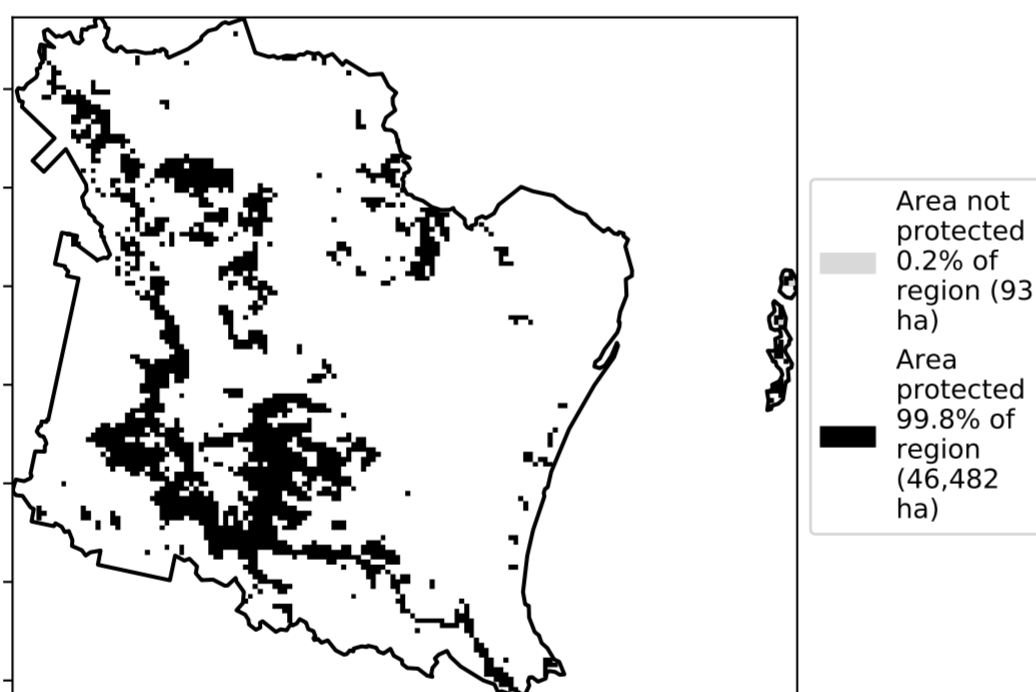 Area not
protected
0.2% of
region (93
ha)
Area
protected
99.8% of
region
(46,482
ha)